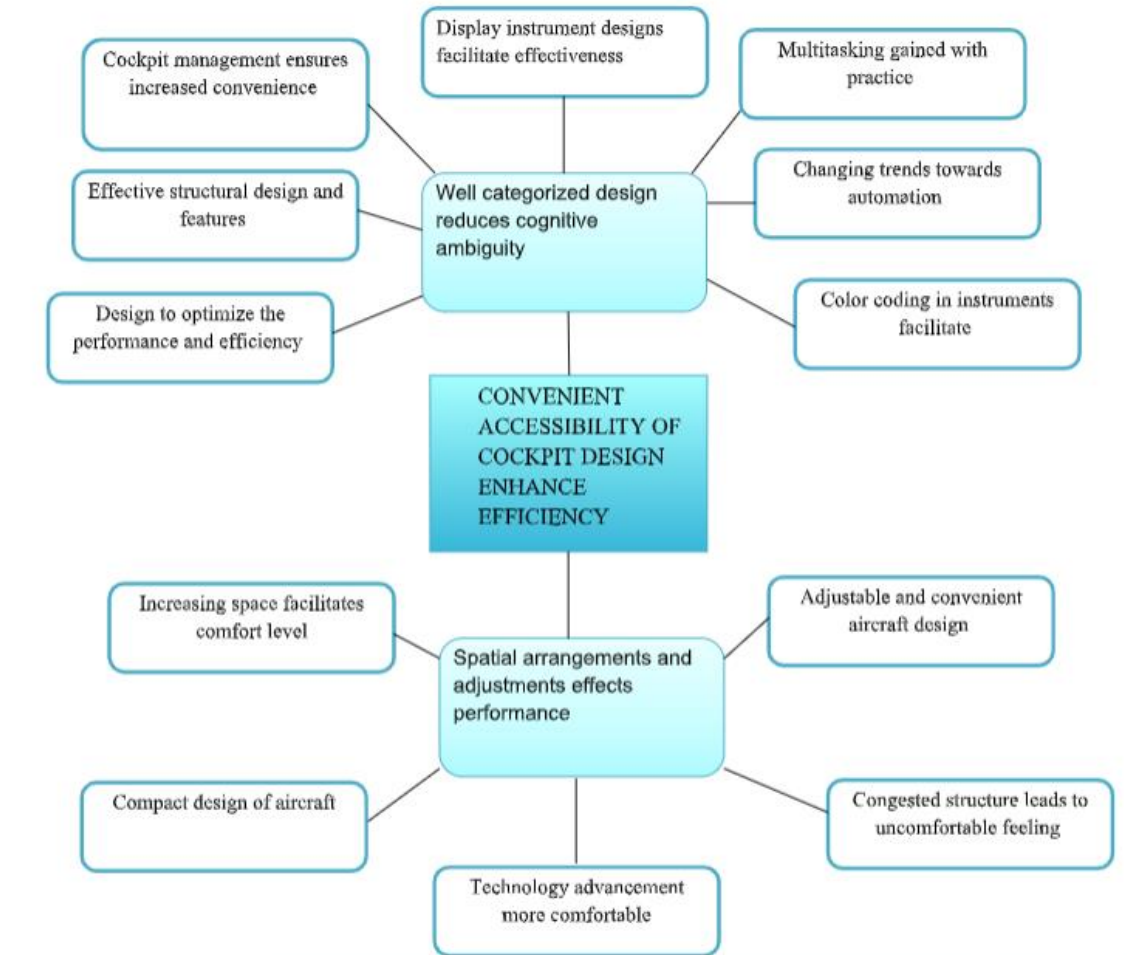 Display instrument designs
facilitate effectiveness
Cockpit management ensures
increased convenience
Multitasking gained with
practice
Effective structural design and
features
Well categorized design
reduces cognitive
ambiguity
Changing trends towards
automation
Design to optimize the
performance and efficiency
Color coding in instruments
facilitate
CONVENIENT
ACCESSIBILITY OF
COCKPIT DESIGN
ENHANCE
EFFICIENCY
Increasing space facilitates
comfort level
Adjustable and convenient
aircraft design
Spatial arrangements and
adjustments effects
performance
Compact design of aircraft
Congested structure leads to
uncomfortable feeling
Technology advancement
more comfortable